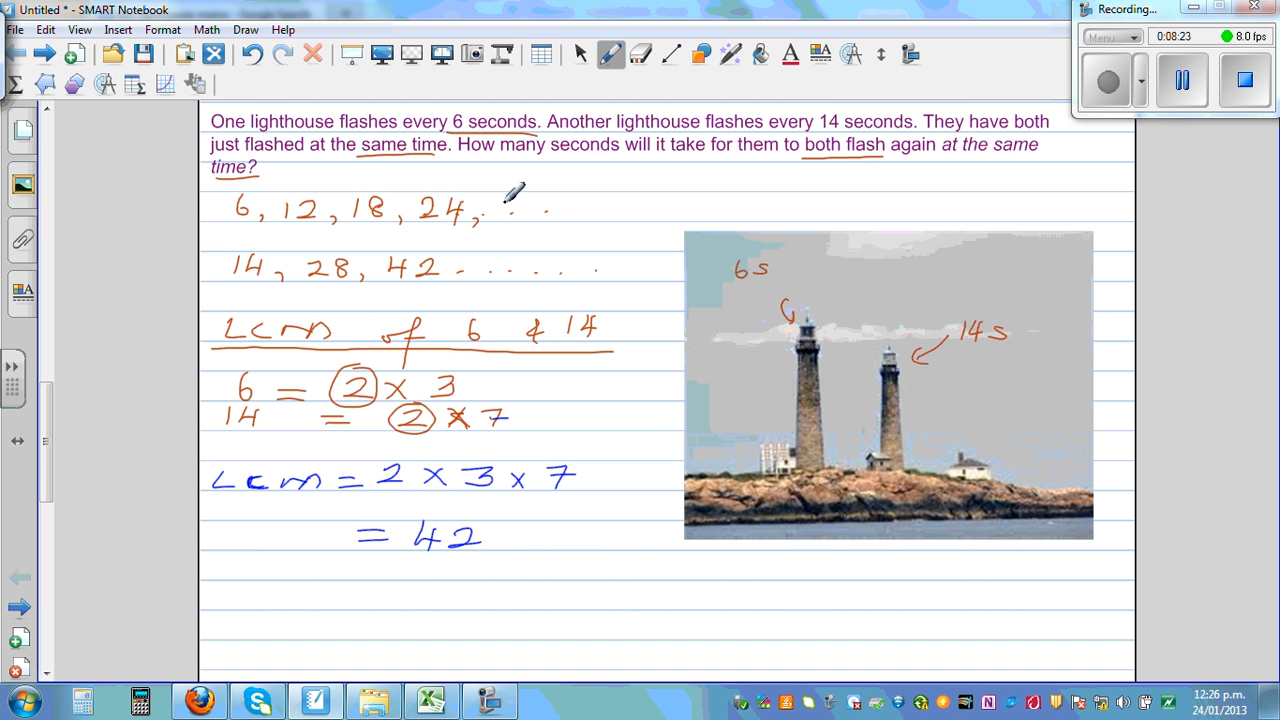 Untitled * - SMART Notebook
File Edit View Insert Format Math Draw Help
Recording...
Menu
0:08:23
8.0 fps
One lighthouse flashes every 6 seconds. Another lighthouse flashes every 14 seconds. They have both
just flashed at the same time. How many seconds will it take for them to both flash again at the same
time?
6, 12, 18, 24, . . .
14, 28, 42 . . . . . .
LCM of 6 & 14
6 = 2 × 3
14 = 2 × 7
LCM = 2 × 3 × 7
= 42
6s
14s
12:26 p.m.
24/01/2013